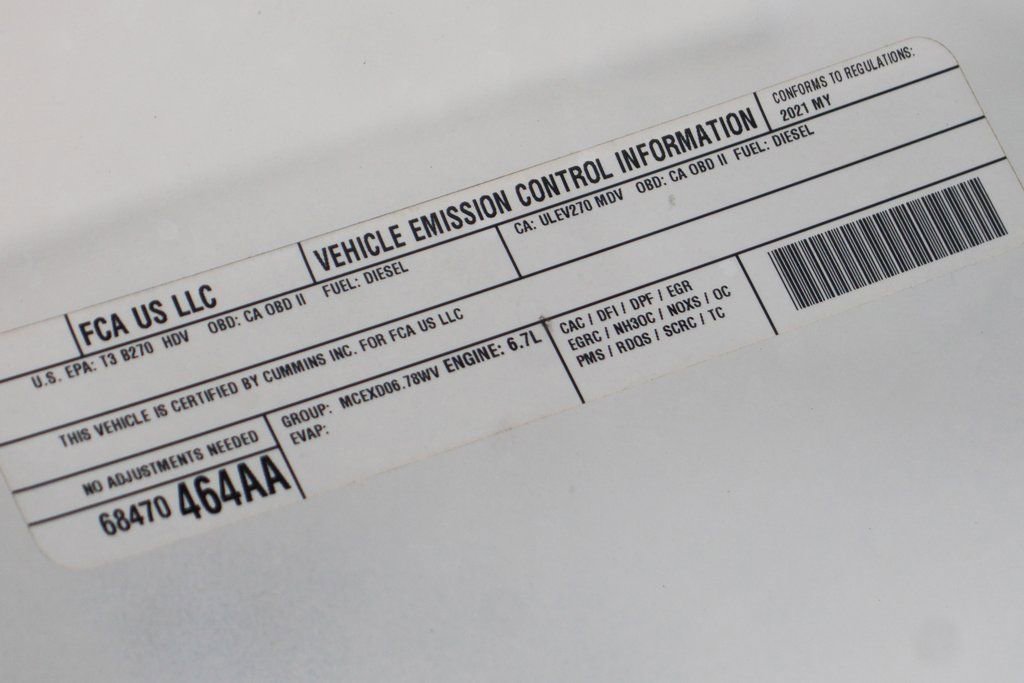 FCA US LLC
VEHICLE EMISSION CONTROL INFORMATION
CONFORMS TO REGULATIONS:
2021 MY
U.S. EPA: T3 B270 HDV OBD: CA OBD II FUEL: DIESEL
CA: ULEV270 MDV OBD: CA OBD II FUEL: DIESEL
THIS VEHICLE IS CERTIFIED BY CUMMINS INC. FOR FCA US LLC
NO ADJUSTMENTS NEEDED
68470 464AA
GROUP: MCEXD06.78WV ENGINE: 6.7L
EVAP:
CAC / DFI / DPF / EGR
EGRC / NH3OC / NOXS / OC
PMS / RDQS / SCRC / TC